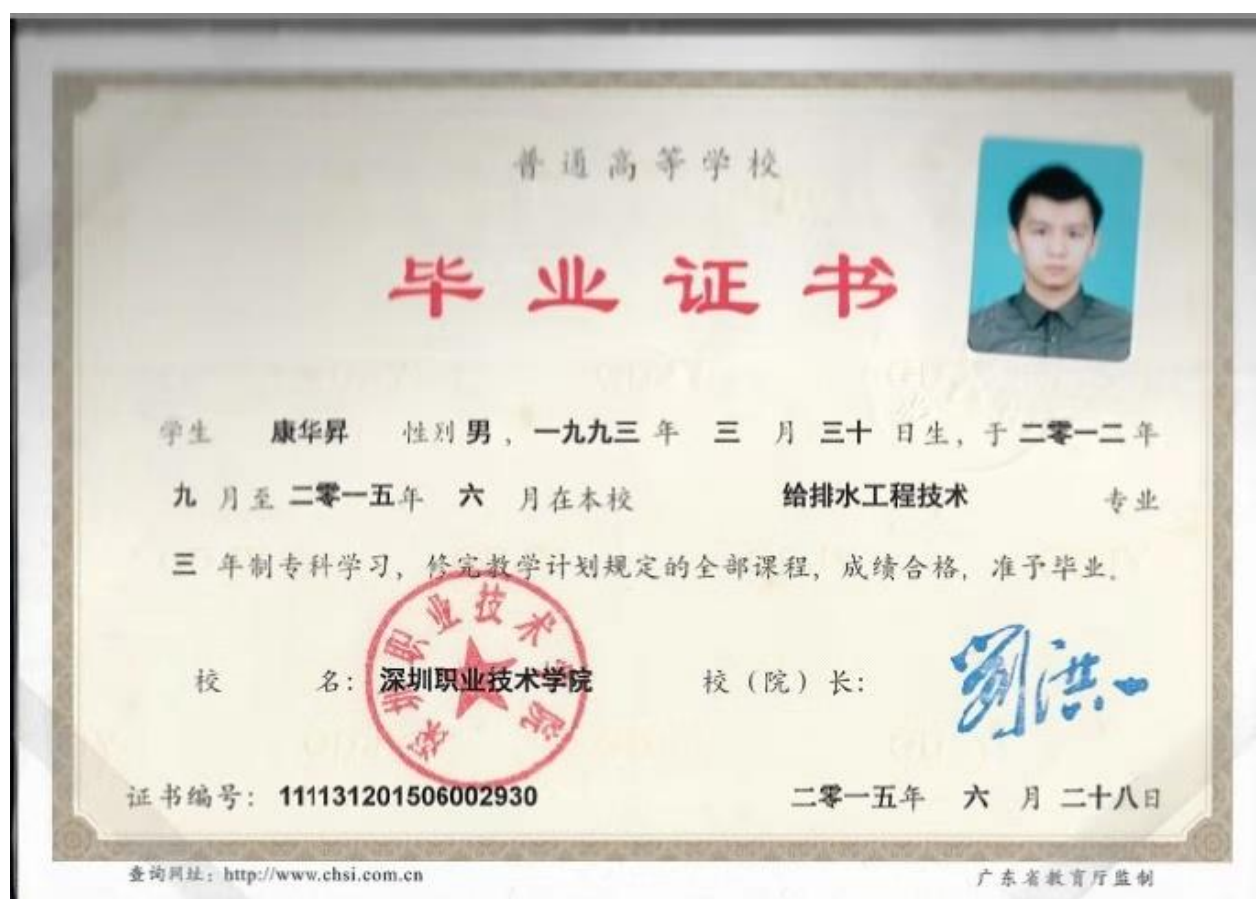 普通高等学校
毕业证书
学生 康华昇 性别 男，一九九三 年 三 月 三十 日生，于 二零一二 年
九 月至 二零一五年 六 月在本校 给排水工程技术 专业
三 年制专科学习，修完教学计划规定的全部课程，成绩合格，准予毕业。
深圳职业技术学院
校 名：深圳职业技术学院 校（院）长：劉洪一
证书编号：111131201506002930 二零一五年 六 月 二十八日
查询网址：http://www.chsi.com.cn 广东省教育厅监制